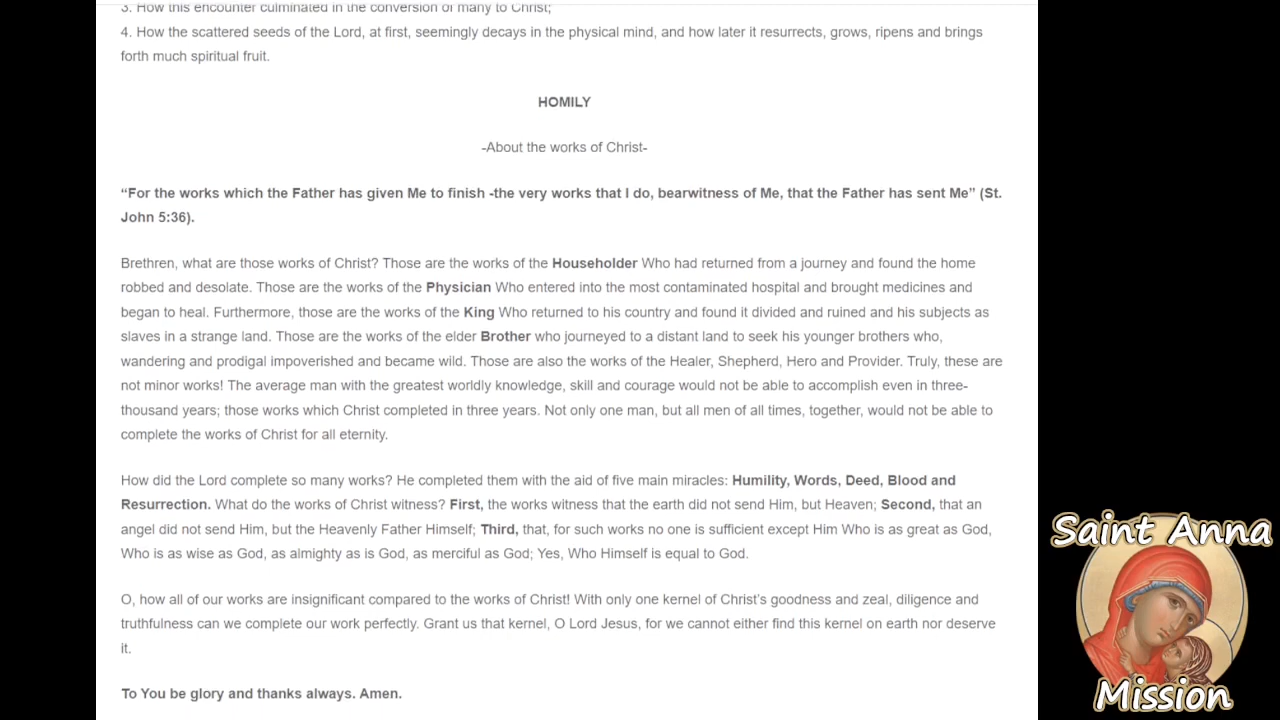 3. How this encounter culminated in the conversion of many to Christ;
4. How the scattered seeds of the Lord, at first, seemingly decays in the physical mind, and how later it resurrects, grows, ripens and brings
forth much spiritual fruit.
HOMILY
-About the works of Christ-
“For the works which the Father has given Me to finish -the very works that I do, bearwitness of Me, that the Father has sent Me” (St.
John 5:36).
Brethren, what are those works of Christ? Those are the works of the Householder Who had returned from a journey and found the home
robbed and desolate. Those are the works of the Physician Who entered into the most contaminated hospital and brought medicines and
began to heal. Furthermore, those are the works of the King Who returned to his country and found it divided and ruined and his subjects as
slaves in a strange land. Those are the works of the elder Brother who journeyed to a distant land to seek his younger brothers who,
wandering and prodigal impoverished and became wild. Those are also the works of the Healer, Shepherd, Hero and Provider. Truly, these are
not minor works! The average man with the greatest worldly knowledge, skill and courage would not be able to accomplish even in three-
thousand years; those works which Christ completed in three years. Not only one man, but all men of all times, together, would not be able to
complete the works of Christ for all eternity.
How did the Lord complete so many works? He completed them with the aid of five main miracles: Humility, Words, Deed, Blood and
Resurrection. What do the works of Christ witness? First, the works witness that the earth did not send Him, but Heaven; Second, that an
angel did not send Him, but the Heavenly Father Himself; Third, that, for such works no one is sufficient except Him Who is as great as God,
Who is as wise as God, as almighty as is God, as merciful as God; Yes, Who Himself is equal to God.
O, how all of our works are insignificant compared to the works of Christ! With only one kernel of Christ’s goodness and zeal, diligence and
truthfulness can we complete our work perfectly. Grant us that kernel, O Lord Jesus, for we cannot either find this kernel on earth nor deserve
it.
To You be glory and thanks always. Amen.
Saint Anna
Mission